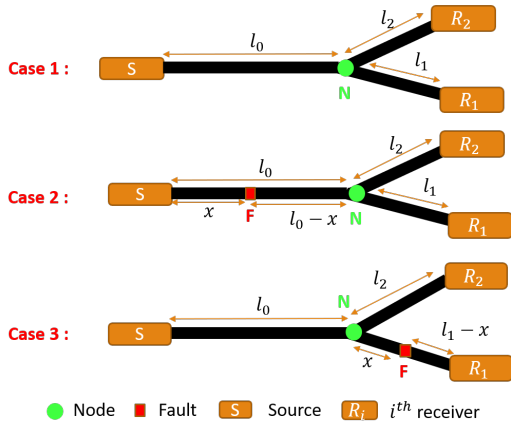 l₀
l₂
R₂
Case 1 :
S
N
l₁
R₁
l₀
l₂
R₂
Case 2 :
S
x
F
l₀ − x
N
l₁
R₁
l₀
N
l₂
R₂
Case 3 :
S
x
F
l₁ − x
R₁
Node
Fault
S Source
Rᵢ iᵗʰ receiver